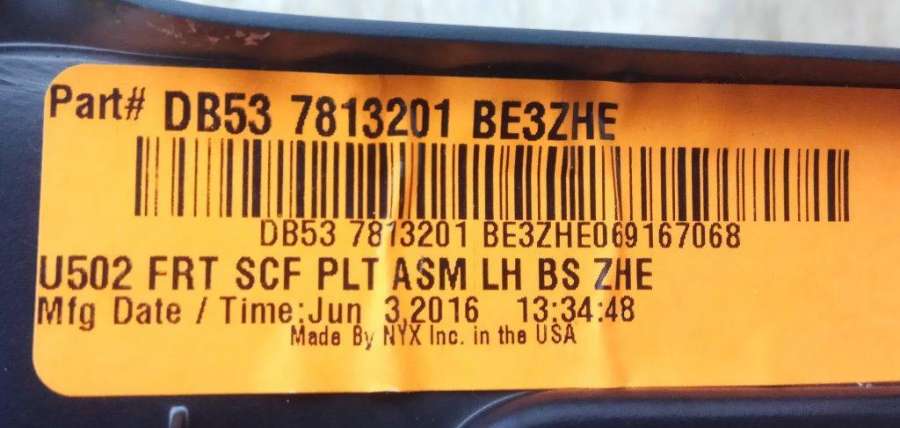 Part# DB53 7813201 BE3ZHE
DB53 7813201 BE3ZHE069167068
U502 FRT SCF PLT ASM LH BS ZHE
Mfg Date / Time:Jun 3,2016 13:34:48
Made By NYX Inc. in the USA